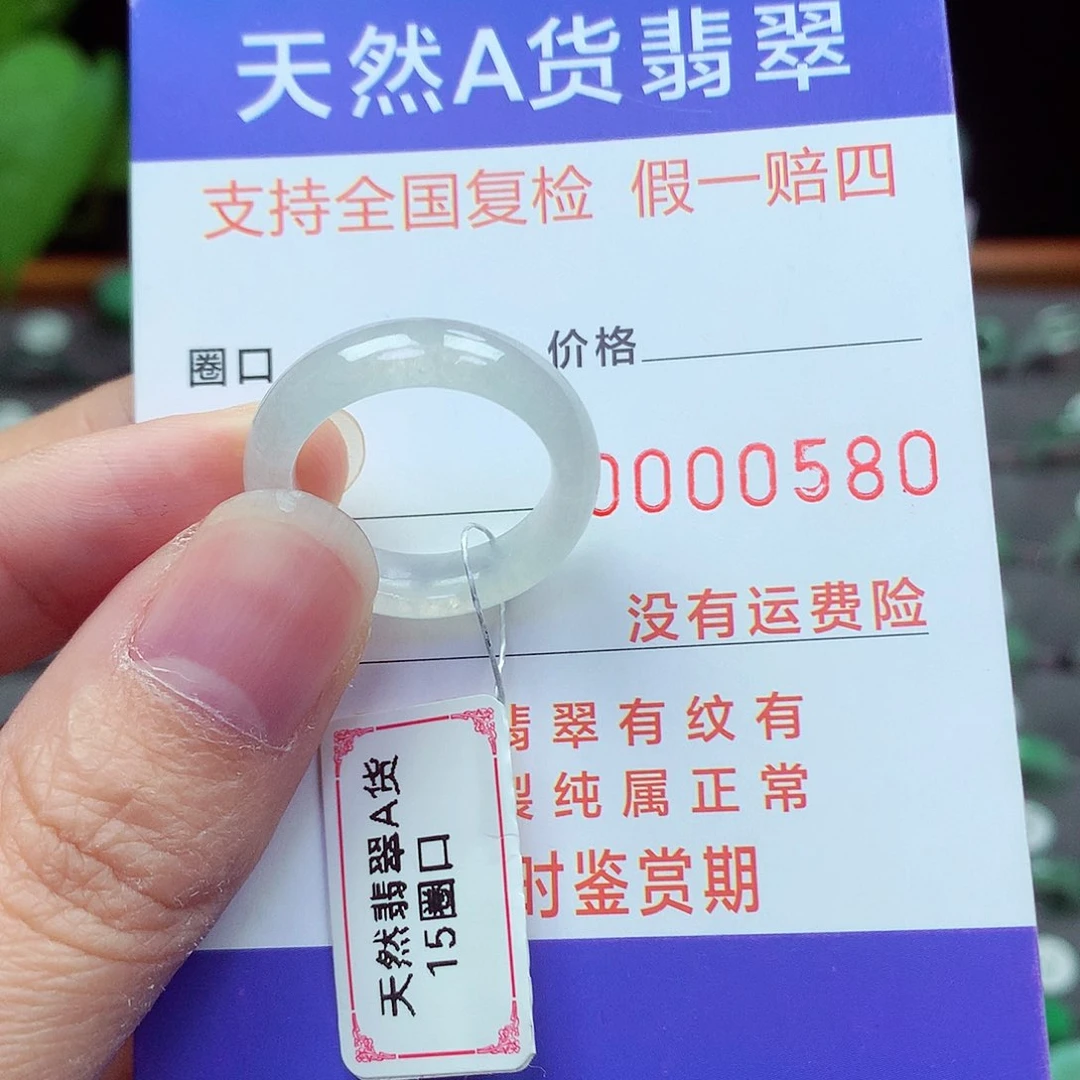 天然A货翡翠
支持全国复检 假一赔四
圈口
价格
0000580
没有运费险
翡翠有纹有
裂纯属正常
时鉴赏期
天然翡翠A货
15圈口